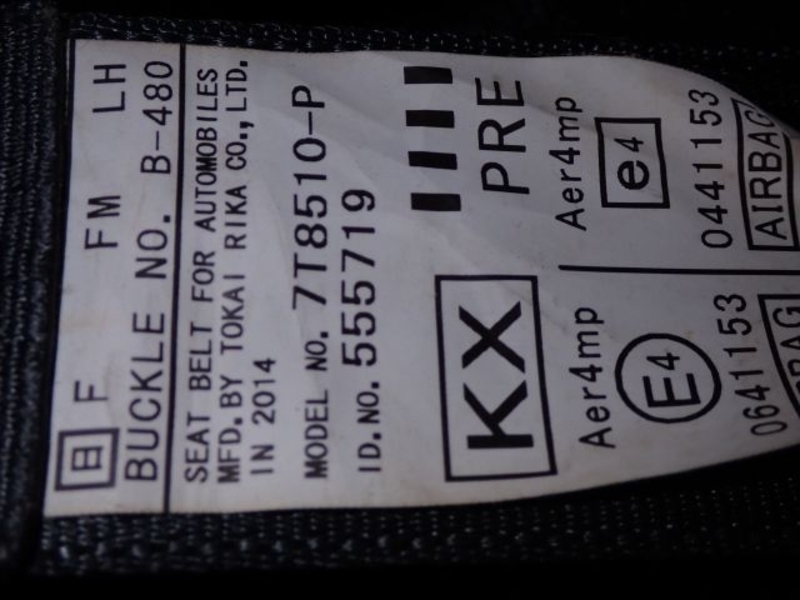 日 F FM LH
BUCKLE NO. B-480
SEAT BELT FOR AUTOMOBILES
MFD. BY TOKAI RIKA CO., LTD.
IN 2014
MODEL NO. 7T8510-P
ID. NO. 555719
KX PRE
Aer4mp
E4
0641153
Aer4mp
e4
0441153
AIRBAG